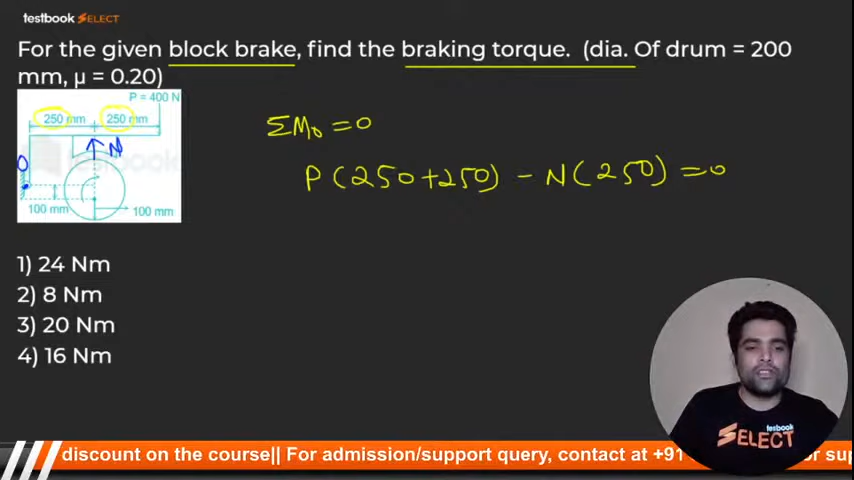 testbook SELECT
For the given block brake, find the braking torque. (dia. Of drum = 200
mm, μ = 0.20)
P = 400 N
250 mm 250 mm
N
O
100 mm 100 mm
ΣM₀ = 0
P(250+250) - N(250) = 0
1) 24 Nm
2) 8 Nm
3) 20 Nm
4) 16 Nm
testbook
SELECT
discount on the course|| For admission/support query, contact at +91